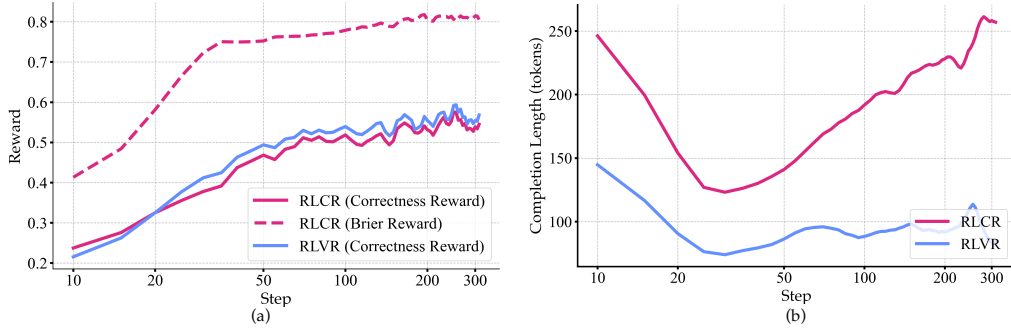 0.8
0.7
0.6
0.5
0.4
0.3
0.2
Reward
RLCR (Correctness Reward)
RLCR (Brier Reward)
RLVR (Correctness Reward)
10 20 50 100 200 300
Step
(a)
250
200
150
100
Completion Length (tokens)
RLCR
RLVR
10 20 50 100 200 300
Step
(b)